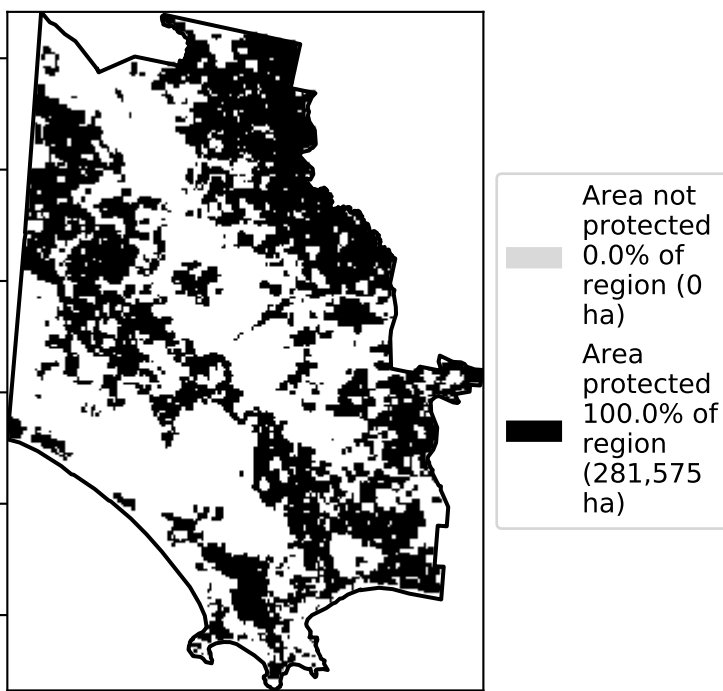 Area not
protected
0.0% of
region (0
ha)
Area
protected
100.0% of
region
(281,575
ha)